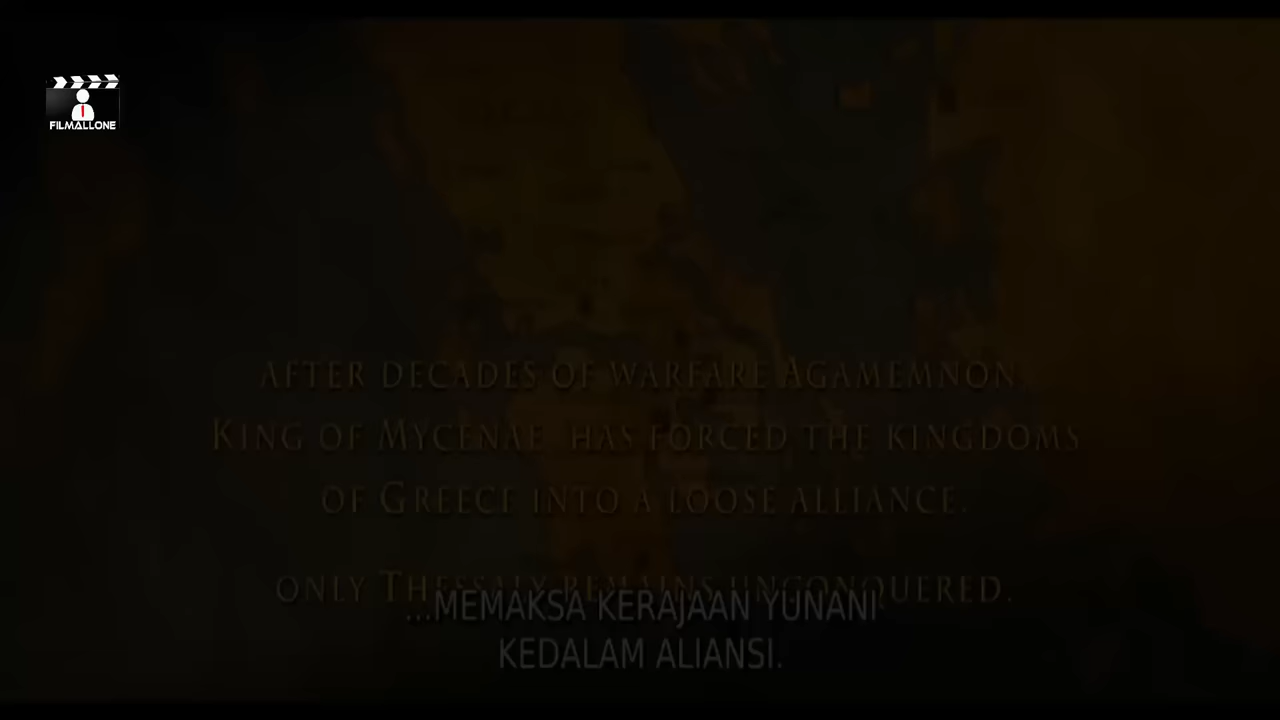 FILMALLONE
AFTER DECADES OF WARFARE AGAMEMNON,
KING OF MYCENAE, HAS FORCED THE KINGDOMS
OF GREECE INTO A LOOSE ALLIANCE.
ONLY THESSALY REMAINS UNCONQUERED.
...MEMAKSA KERAJAAN YUNANI
KEDALAM ALIANSI.